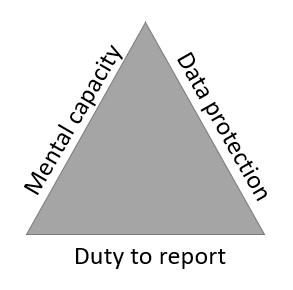 Mental capacity
Data protection
Duty to report